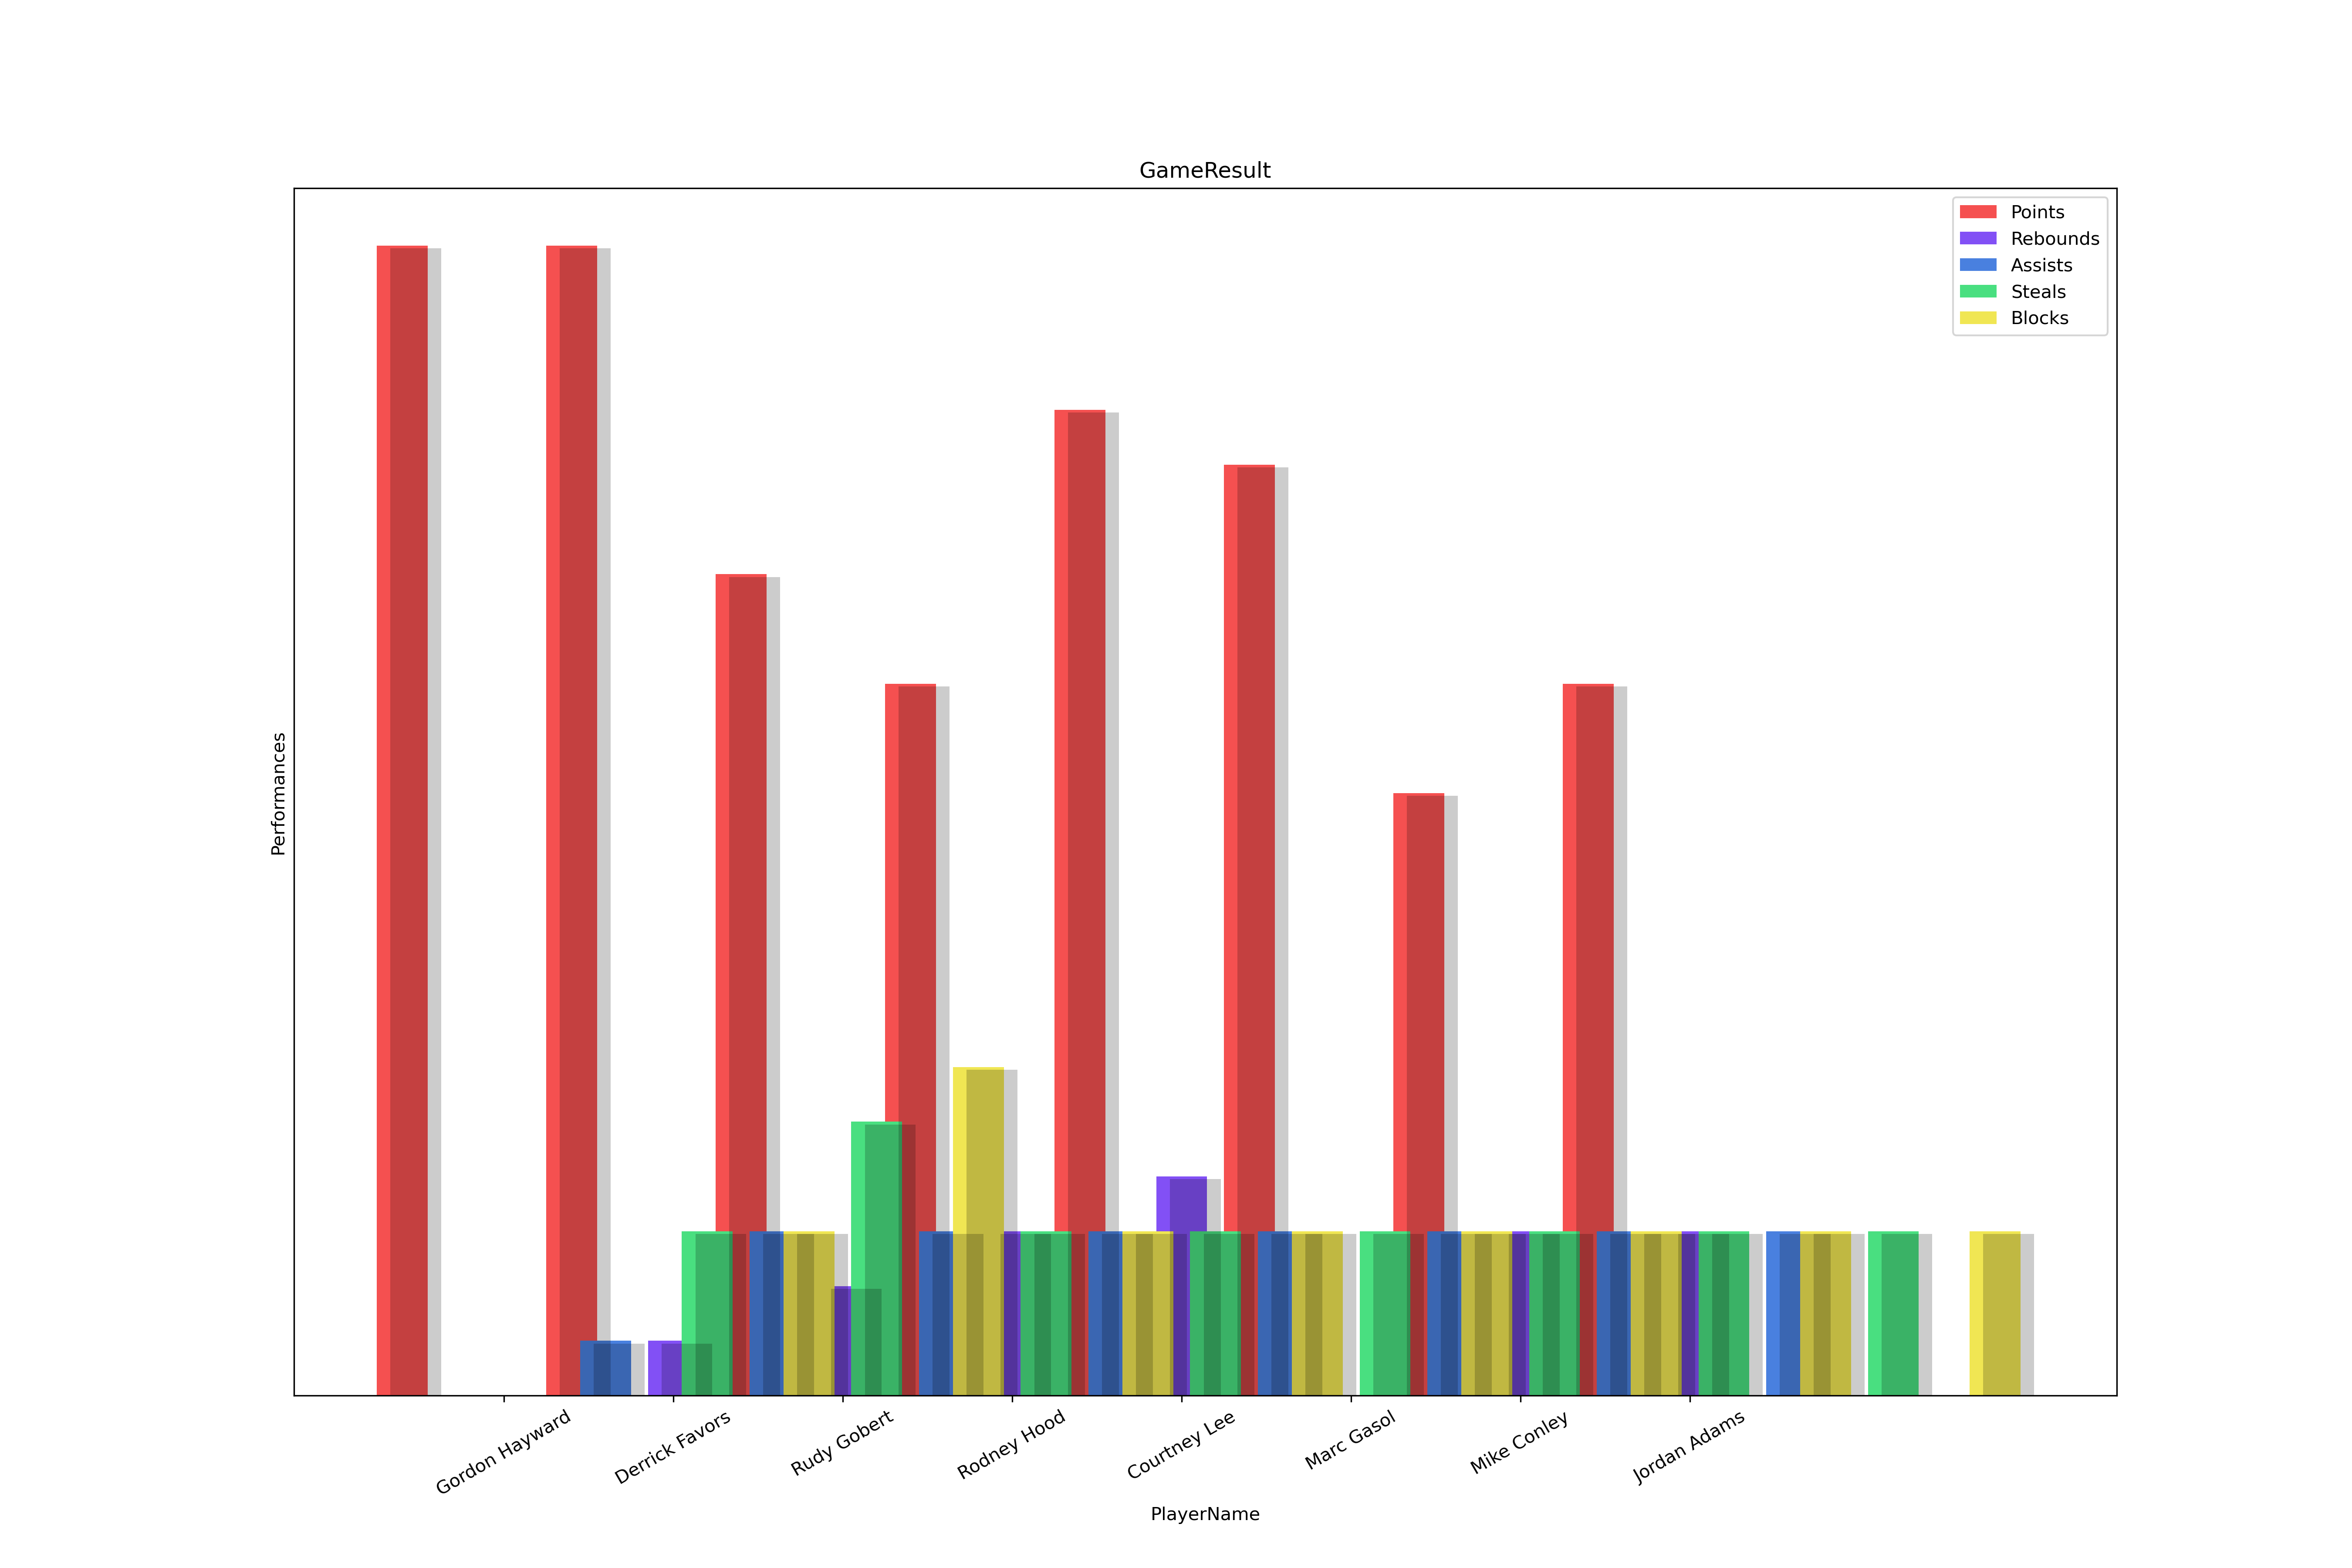 GameResult
Points
Rebounds
Assists
Steals
Blocks
Performances
Gordon Hayward
Derrick Favors
Rudy Gobert
Rodney Hood
Courtney Lee
Marc Gasol
Mike Conley
Jordan Adams
PlayerName